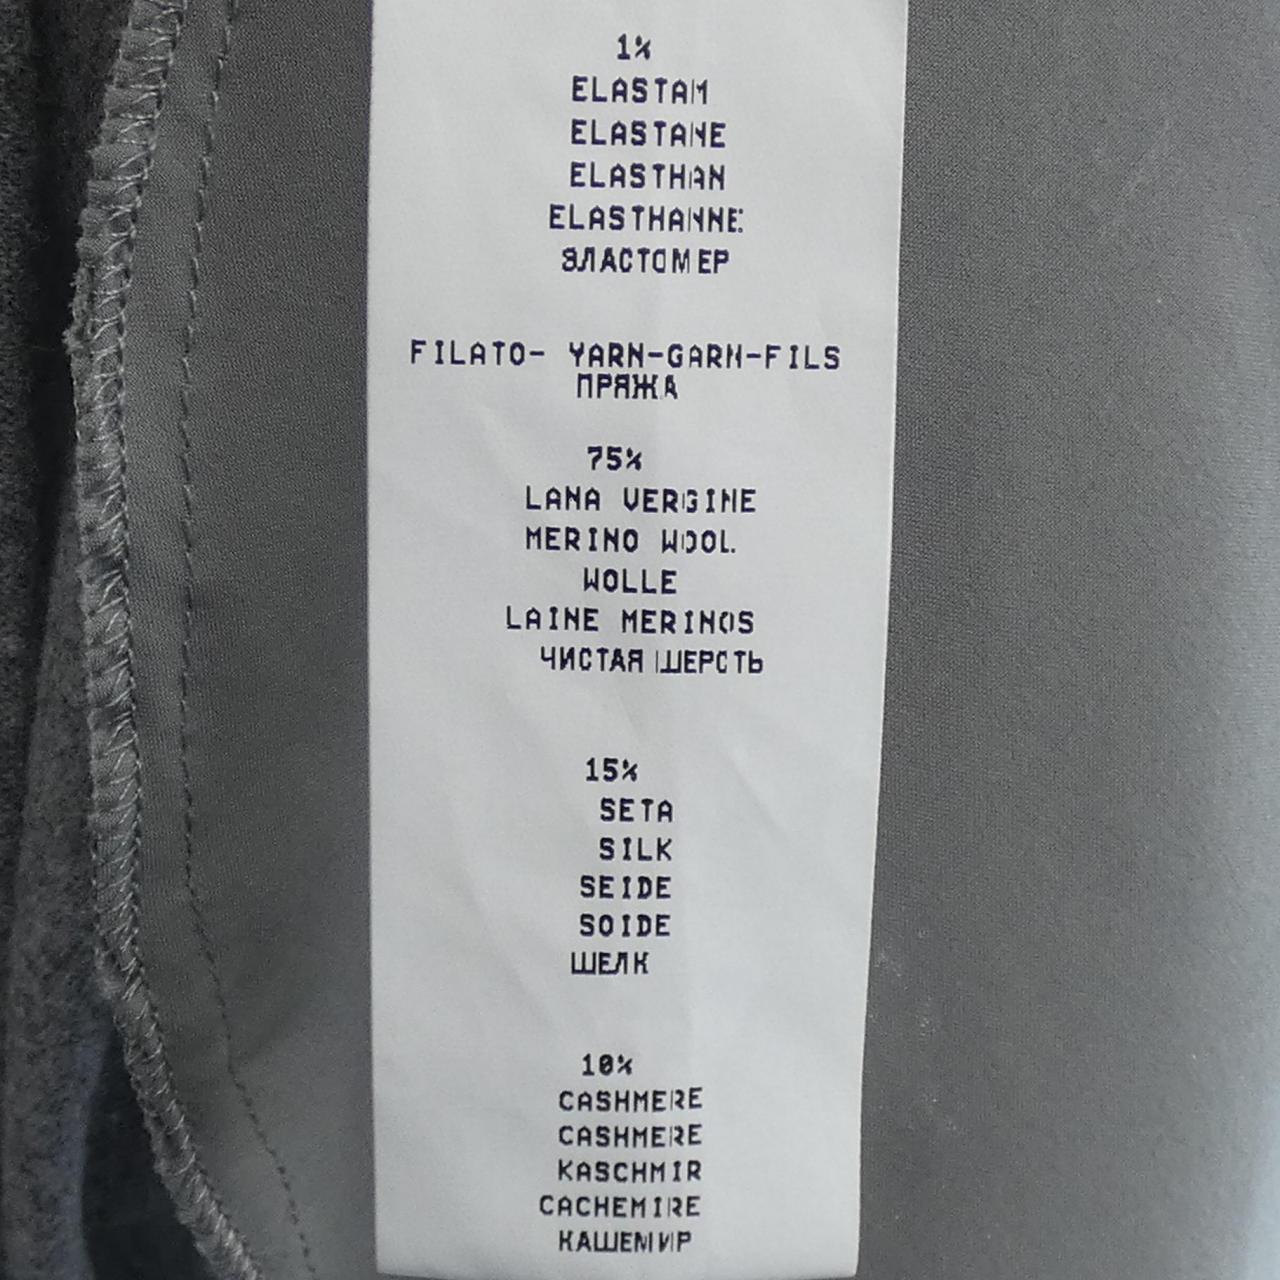 1%
ELASTAM
ELASTANE
ELASTHAN
ELASTHANNE
ЭЛАСТОМЕР
FILATO- YARN-GARN-FILS
ПРЯЖА
75%
LANA VERGINE
MERINO WOOL
WOLLE
LAINE MERINOS
ЧИСТАЯ ШЕРСТЬ
15%
SETA
SILK
SEIDE
SOIDE
ШЕЛК
10%
CASHMERE
CASHMERE
KASCHMIR
CACHEMIRE
КАШЕМИР